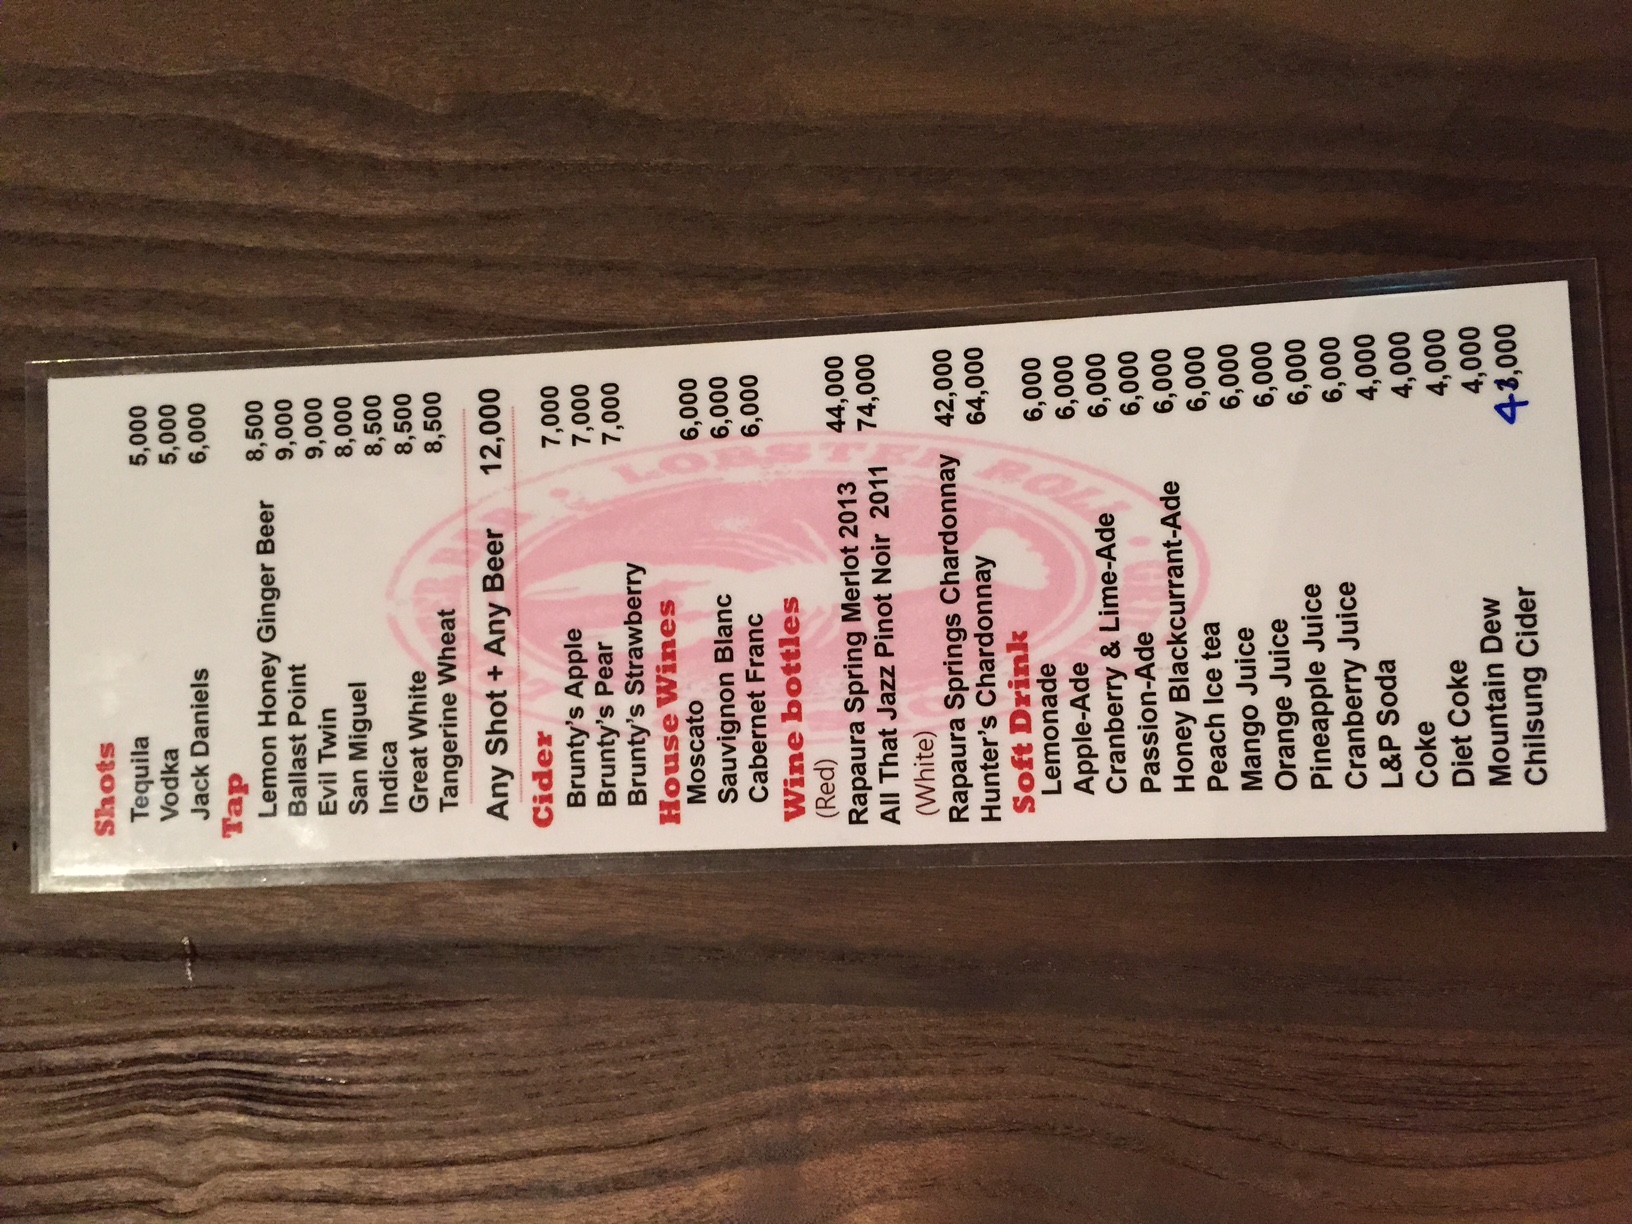 Shots
Tequila 5,000
Vodka 5,000
Jack Daniels 6,000
Tap
Lemon Honey Ginger Beer 8,500
Ballast Point 9,000
Evil Twin 9,000
San Miguel 8,000
Indica 8,500
Great White 8,500
Tangerine Wheat 8,500
Any Shot + Any Beer 12,000
Cider
Brunty's Apple 7,000
Brunty's Pear 7,000
Brunty's Strawberry 7,000
House Wines
Moscato 6,000
Sauvignon Blanc 6,000
Cabernet Franc 6,000
Wine bottles
(Red)
Rapaura Spring Merlot 2013 44,000
All That Jazz Pinot Noir 2011 74,000
(White)
Rapaura Springs Chardonnay 42,000
Hunter's Chardonnay 64,000
Soft Drink
Lemonade 6,000
Apple-Ade 6,000
Cranberry & Lime-Ade 6,000
Passion-Ade 6,000
Honey Blackcurrant-Ade 6,000
Peach Ice tea 6,000
Mango Juice 6,000
Orange Juice 6,000
Pineapple Juice 6,000
Cranberry Juice 6,000
L&P Soda 4,000
Coke 4,000
Diet Coke 4,000
Mountain Dew 4,000
Chilsung Cider 4,000
LOBSTER ROLL